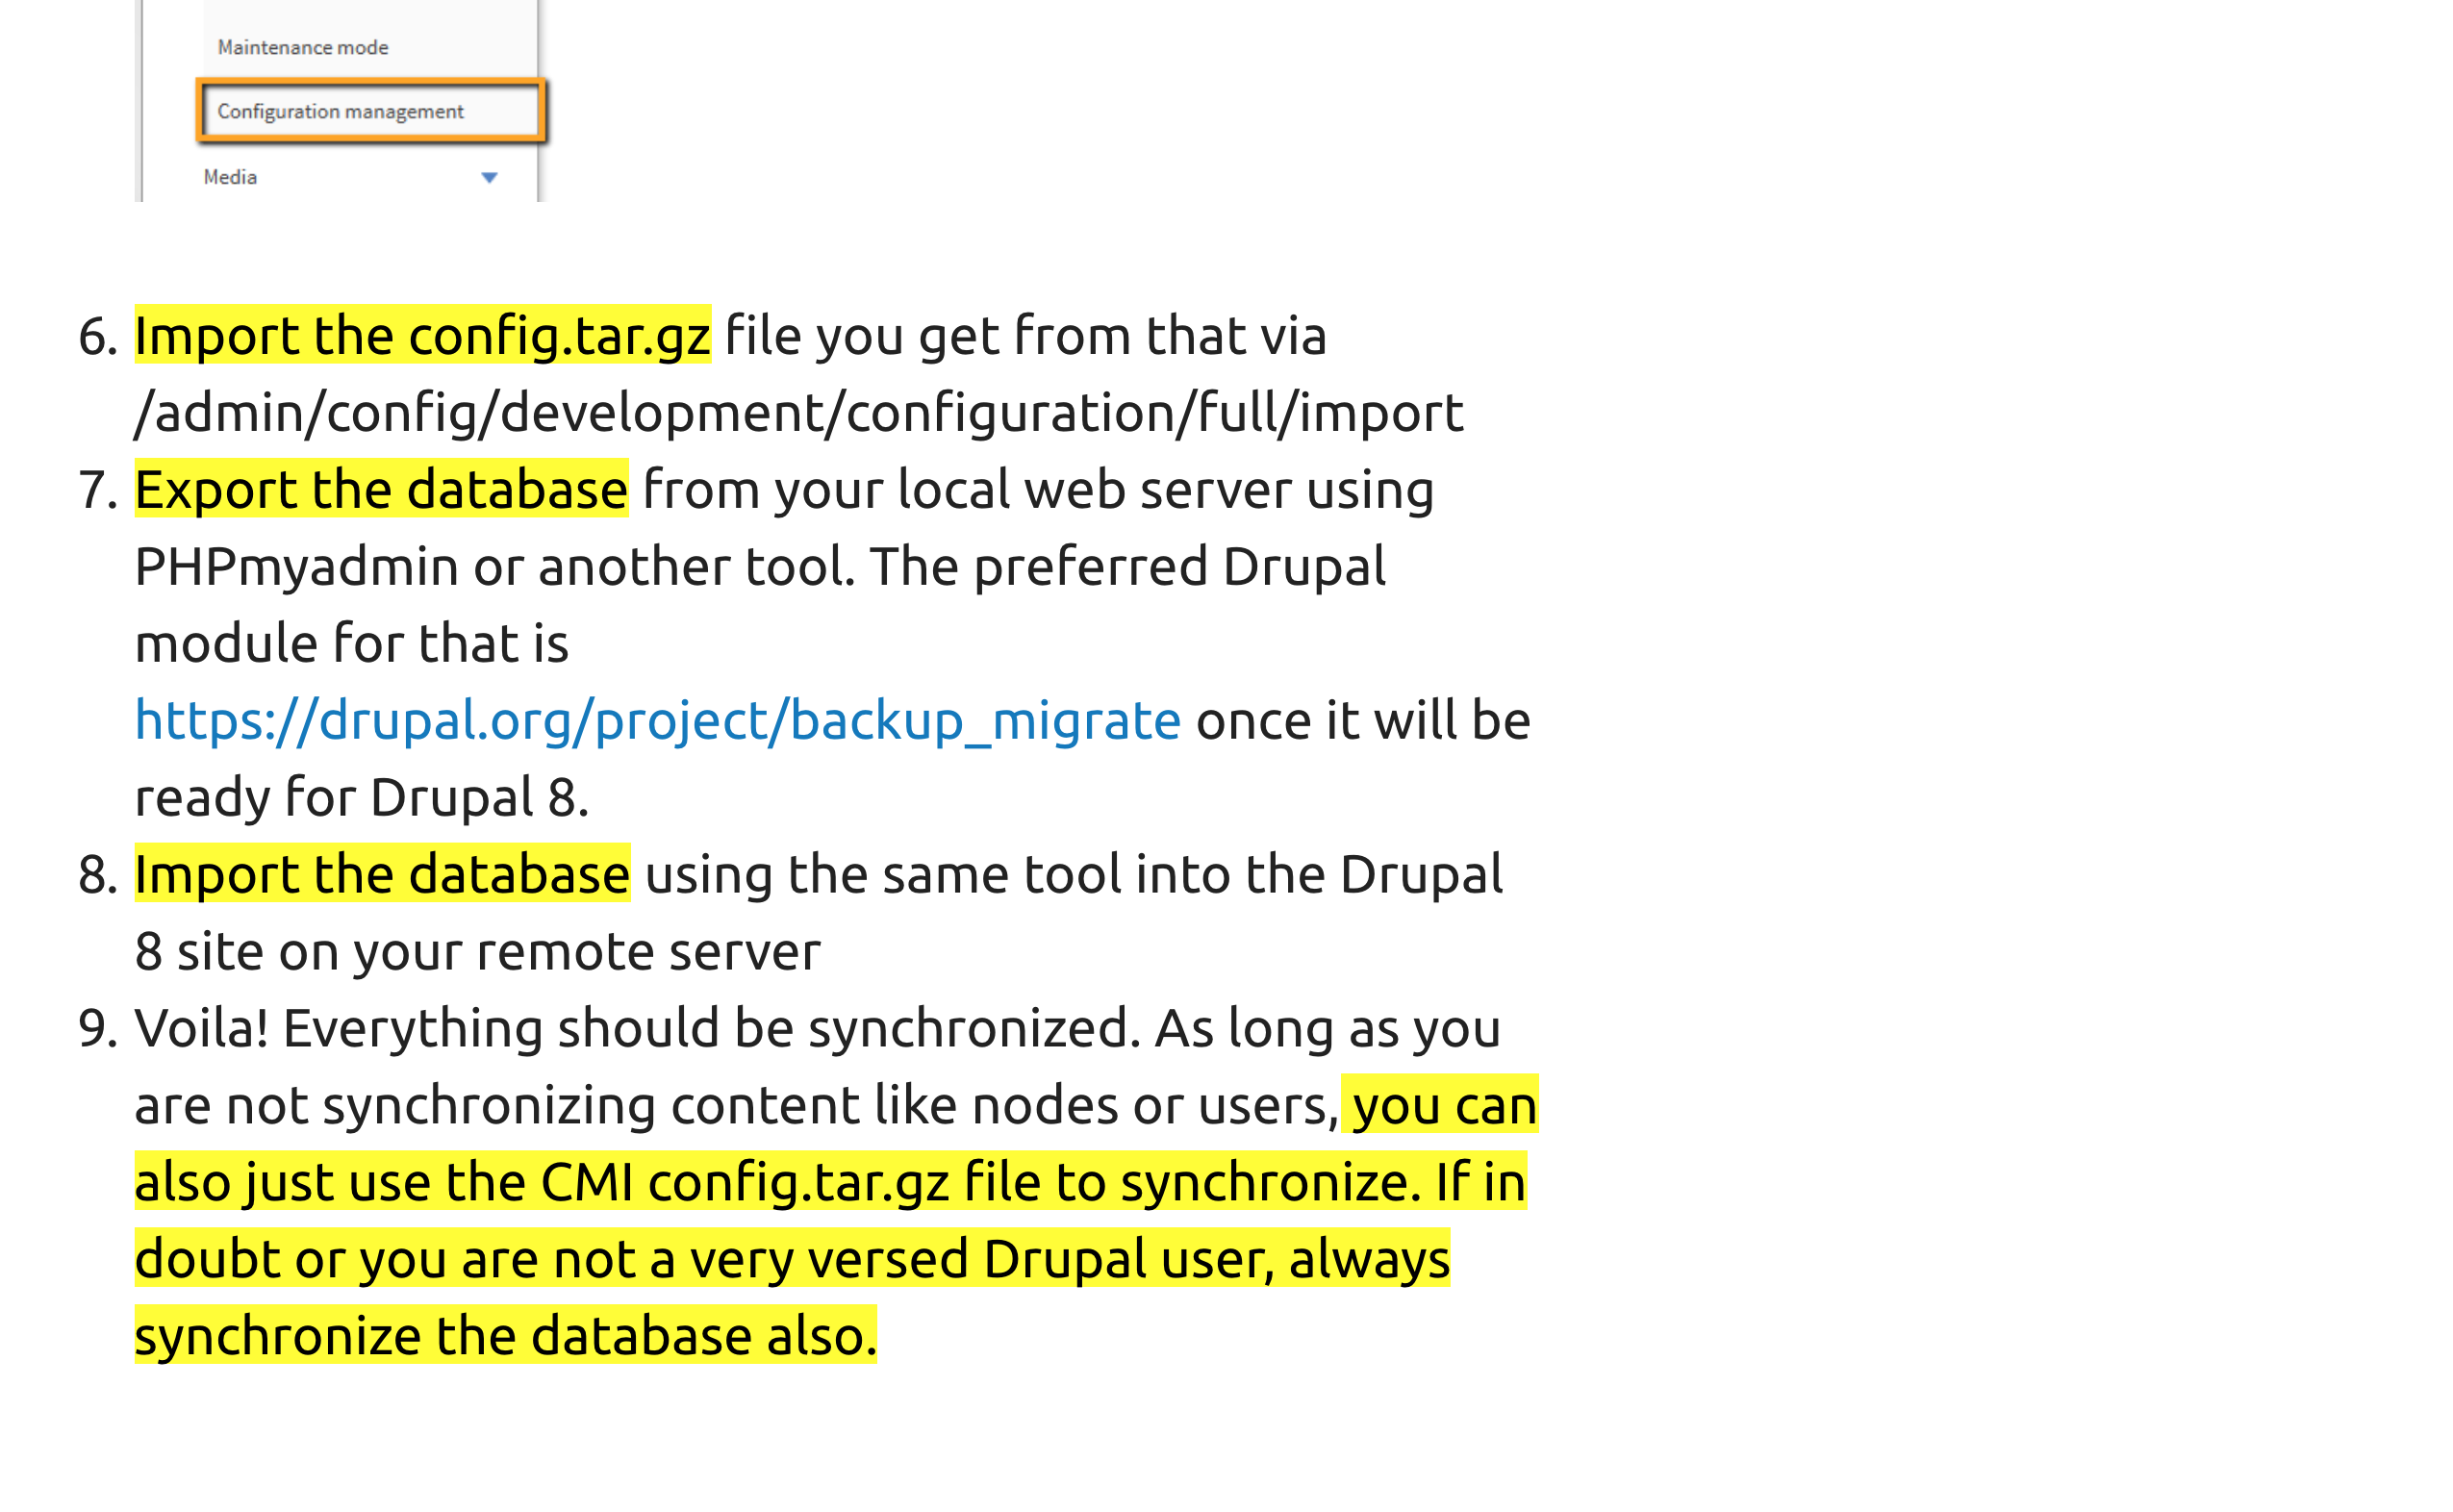 Maintenance mode
Configuration management
Media
6. Import the config.tar.gz file you get from that via
/admin/config/development/configuration/full/import
7. Export the database from your local web server using
PHPmyadmin or another tool. The preferred Drupal
module for that is
https://drupal.org/project/backup_migrate once it will be
ready for Drupal 8.
8. Import the database using the same tool into the Drupal
8 site on your remote server
9. Voila! Everything should be synchronized. As long as you
are not synchronizing content like nodes or users, you can
also just use the CMI config.tar.gz file to synchronize. If in
doubt or you are not a very versed Drupal user, always
synchronize the database also.